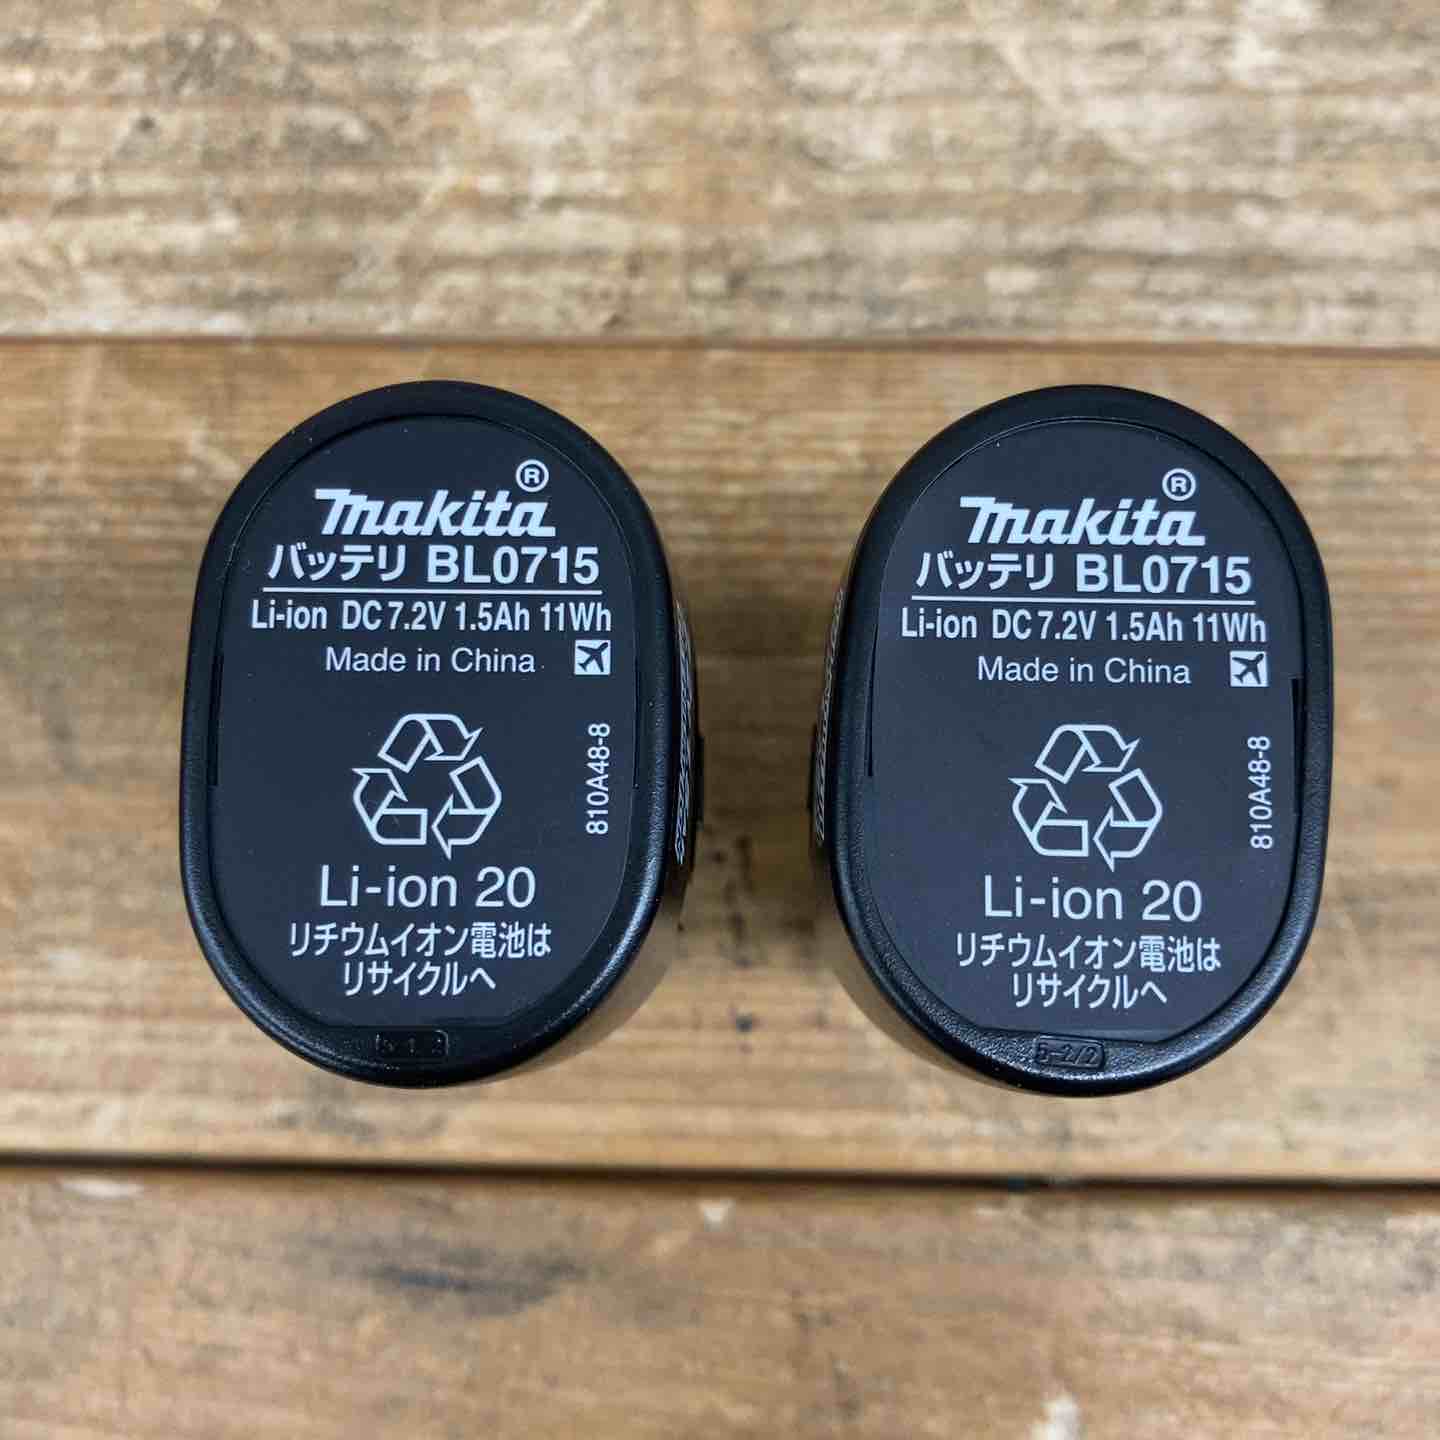 makita®
バッテリ BL0715
Li-ion DC 7.2V 1.5Ah 11Wh
Made in China
810A48-8
Li-ion 20
リチウムイオン電池は
リサイクルへ
makita®
バッテリ BL0715
Li-ion DC 7.2V 1.5Ah 11Wh
Made in China
810A48-8
Li-ion 20
リチウムイオン電池は
リサイクルへ
5-2/2